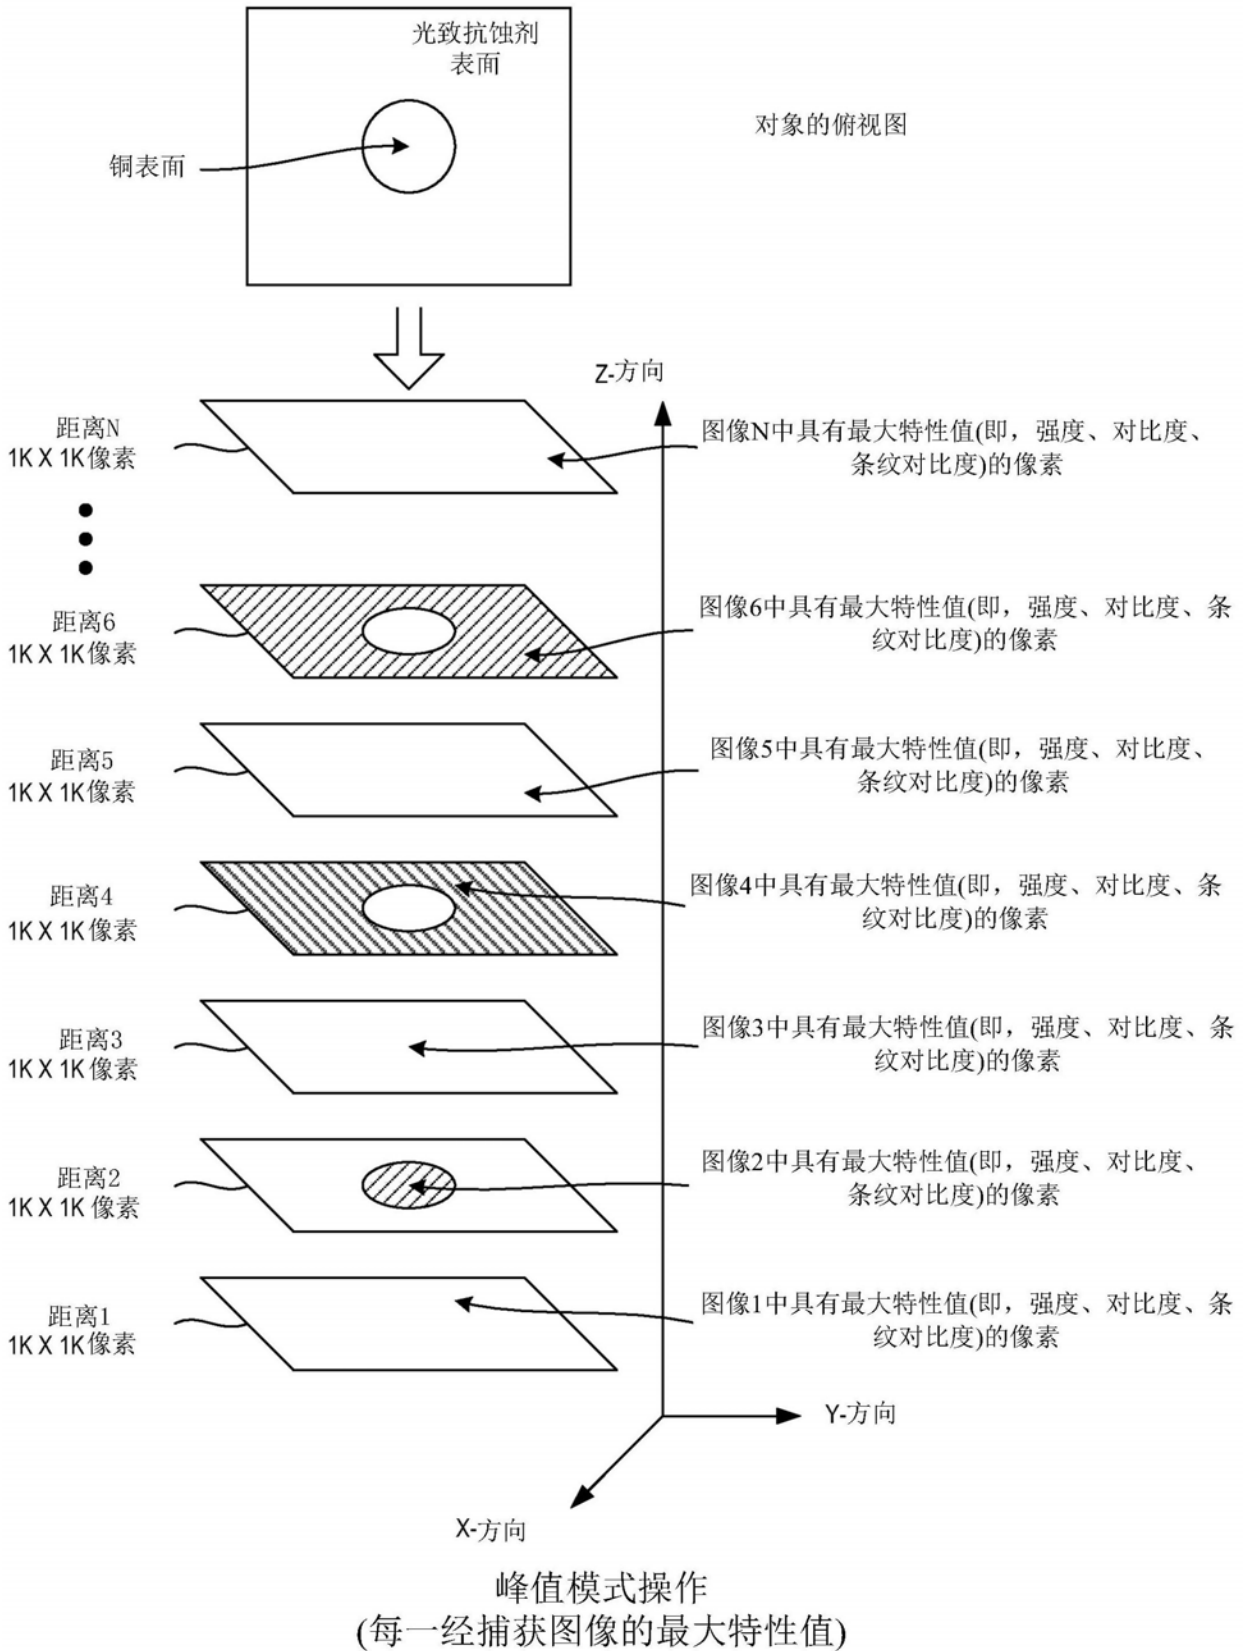 光致抗蚀剂
表面
对象的俯视图
铜表面
Z-方向
距离N
1K X 1K像素
图像N中具有最大特性值(即，强度、对比度、
条纹对比度)的像素
距离6
1K X 1K像素
图像6中具有最大特性值(即，强度、对比度、条
纹对比度)的像素
距离5
1K X 1K像素
图像5中具有最大特性值(即，强度、对比度、
条纹对比度)的像素
距离4
1K X 1K像素
图像4中具有最大特性值(即，强度、对比度、条
纹对比度)的像素
距离3
1K X 1K像素
图像3中具有最大特性值(即，强度、对比度、条
纹对比度)的像素
距离2
1K X 1K像素
图像2中具有最大特性值(即，强度、对比度、
条纹对比度)的像素
距离1
1K X 1K像素
图像1中具有最大特性值(即，强度、对比度、条
纹对比度)的像素
Y-方向
X-方向
峰值模式操作
(每一经捕获图像的最大特性值)